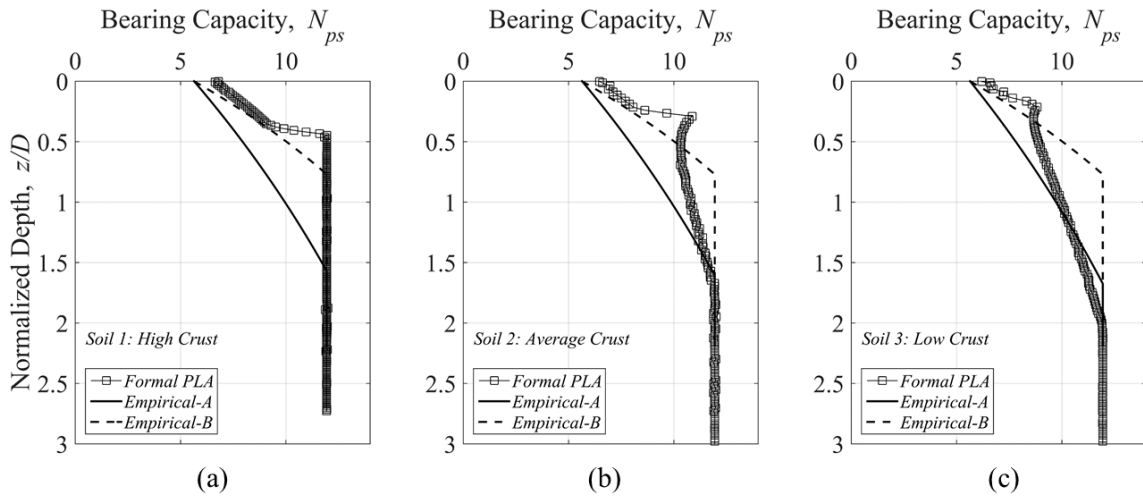 Bearing Capacity, N_ps
0 5 10
Normalized Depth, z/D
0
0.5
1
1.5
2
2.5
3
Soil 1: High Crust
Formal PLA
Empirical-A
Empirical-B
(a)
Bearing Capacity, N_ps
0 5 10
0
0.5
1
1.5
2
2.5
3
Soil 2: Average Crust
Formal PLA
Empirical-A
Empirical-B
(b)
Bearing Capacity, N_ps
0 5 10
0
0.5
1
1.5
2
2.5
3
Soil 3: Low Crust
Formal PLA
Empirical-A
Empirical-B
(c)